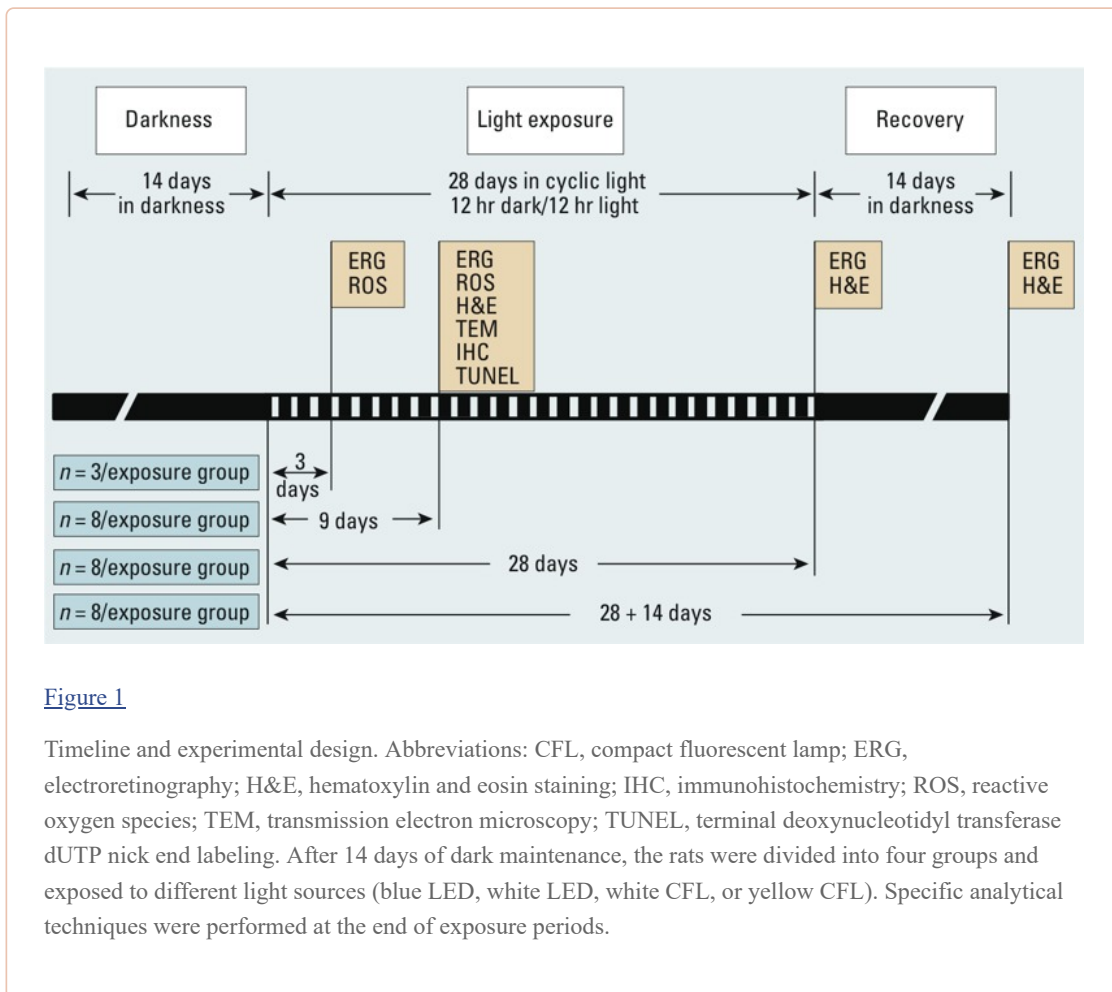 Darkness
Light exposure
Recovery
14 days
in darkness
28 days in cyclic light
12 hr dark/12 hr light
14 days
in darkness
ERG
ROS
ERG
ROS
H&E
TEM
IHC
TUNEL
ERG
H&E
ERG
H&E
n = 3/exposure group
3
days
n = 8/exposure group
9 days
n = 8/exposure group
28 days
n = 8/exposure group
28 + 14 days
Figure 1
Timeline and experimental design. Abbreviations: CFL, compact fluorescent lamp; ERG,
electroretinography; H&E, hematoxylin and eosin staining; IHC, immunohistochemistry; ROS, reactive
oxygen species; TEM, transmission electron microscopy; TUNEL, terminal deoxynucleotidyl transferase
dUTP nick end labeling. After 14 days of dark maintenance, the rats were divided into four groups and
exposed to different light sources (blue LED, white LED, white CFL, or yellow CFL). Specific analytical
techniques were performed at the end of exposure periods.